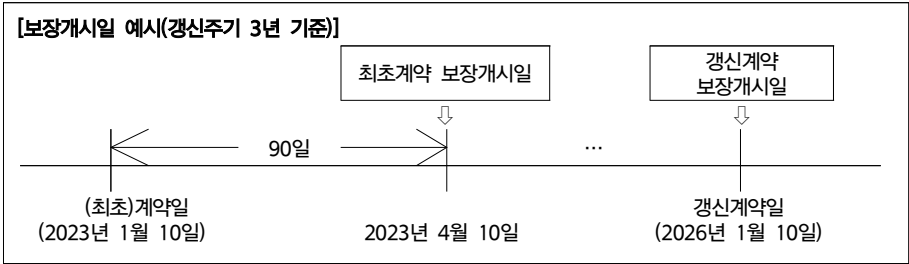 [보장개시일 예시(갱신주기 3년 기준)]
최초계약 보장개시일
갱신계약
보장개시일
90일
...
(최초)계약일
(2023년 1월 10일)
2023년 4월 10일
갱신계약일
(2026년 1월 10일)